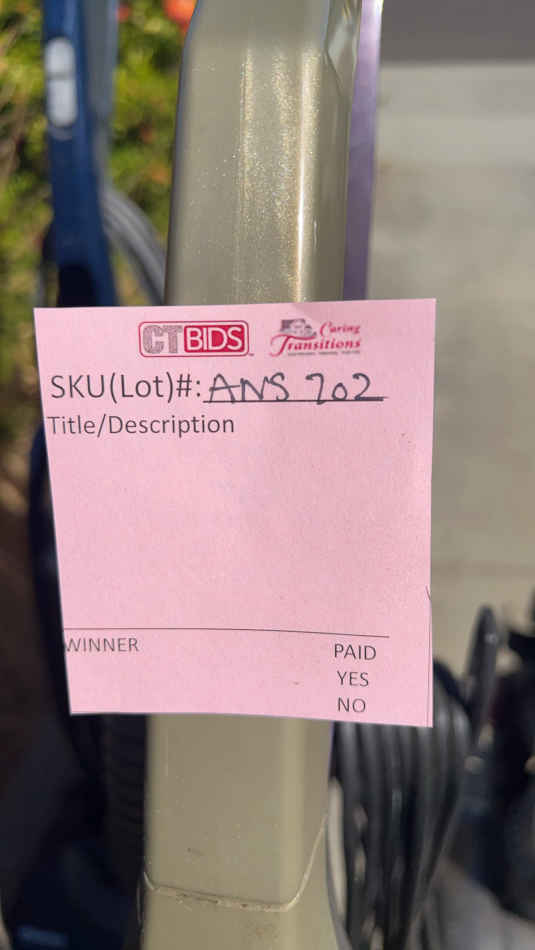 CTBIDS
Caring
Transitions
SKU(Lot)#: ANS 702
Title/Description
WINNER
PAID
YES
NO